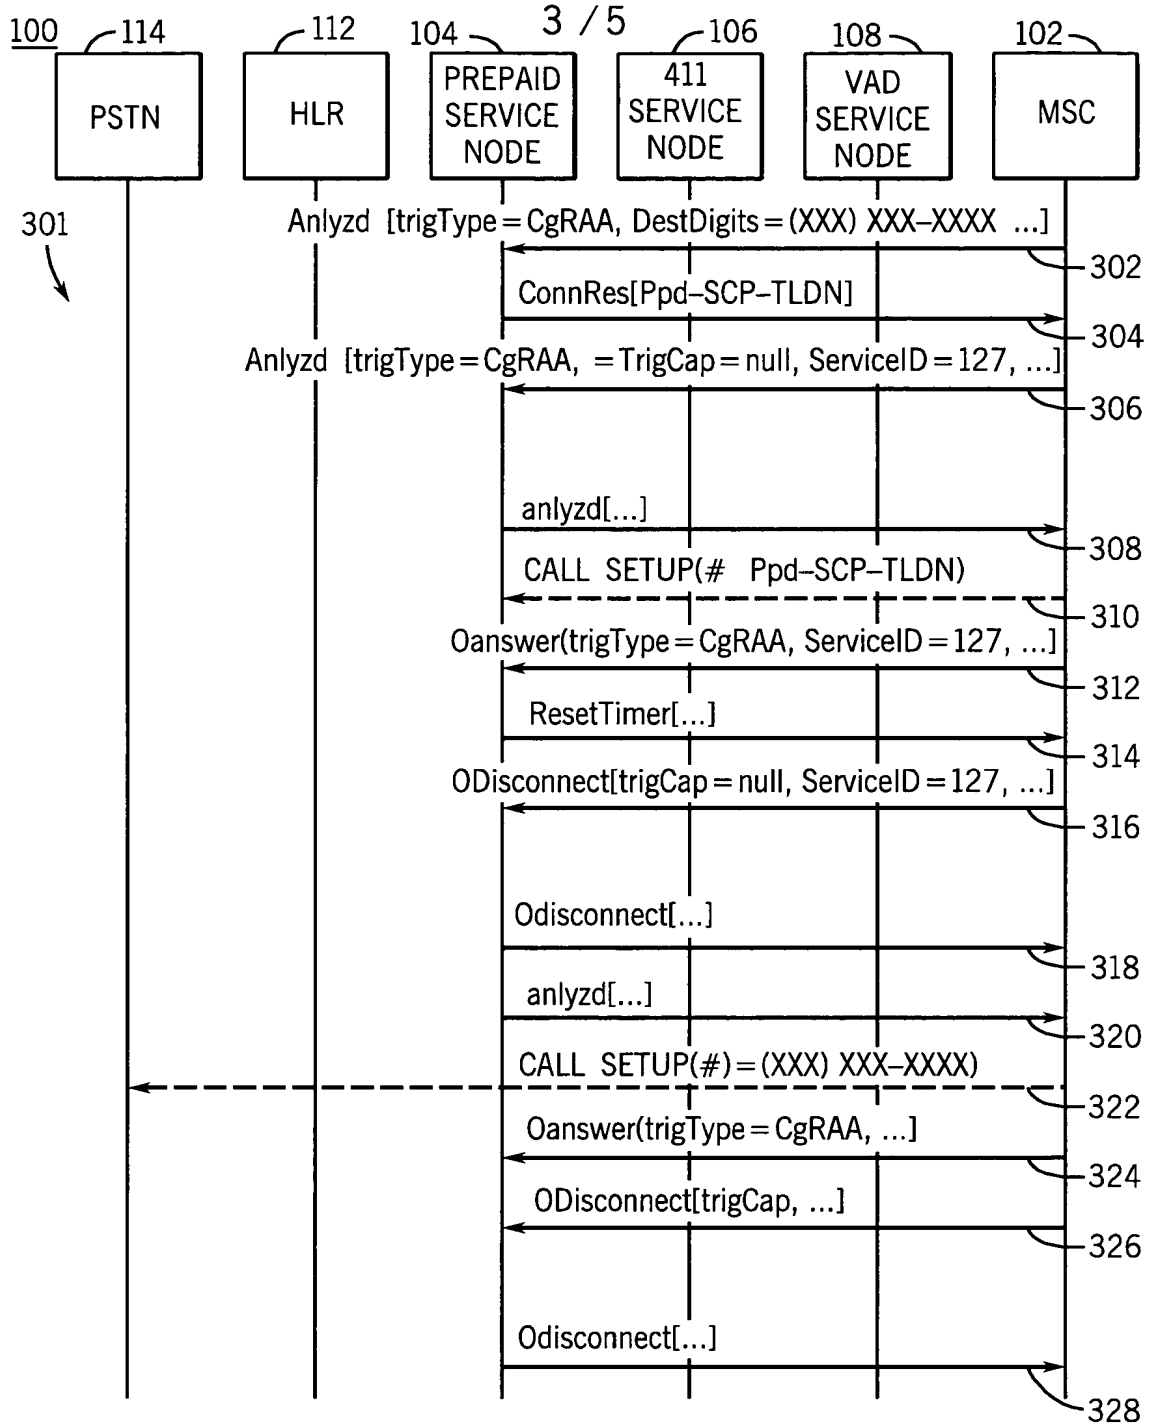 3 / 5
100
114
112
104
106
108
102
PSTN
HLR
PREPAID
SERVICE
NODE
411
SERVICE
NODE
VAD
SERVICE
NODE
MSC
301
Anlyzd [trigType=CgRAA, DestDigits=(XXX) XXX-XXXX ...]
302
ConnRes[Ppd-SCP-TLDN]
304
Anlyzd [trigType=CgRAA, =TrigCap=null, ServiceID=127, ...]
306
anlyzd[...]
308
CALL SETUP(# Ppd-SCP-TLDN)
310
Oanswer(trigType=CgRAA, ServiceID=127, ...]
312
ResetTimer[...]
314
ODisconnect[trigCap=null, ServiceID=127, ...]
316
Odisconnect[...]
318
anlyzd[...]
320
CALL SETUP(#)=(XXX) XXX-XXXX)
322
Oanswer(trigType=CgRAA, ...]
324
ODisconnect[trigCap, ...]
326
Odisconnect[...]
328